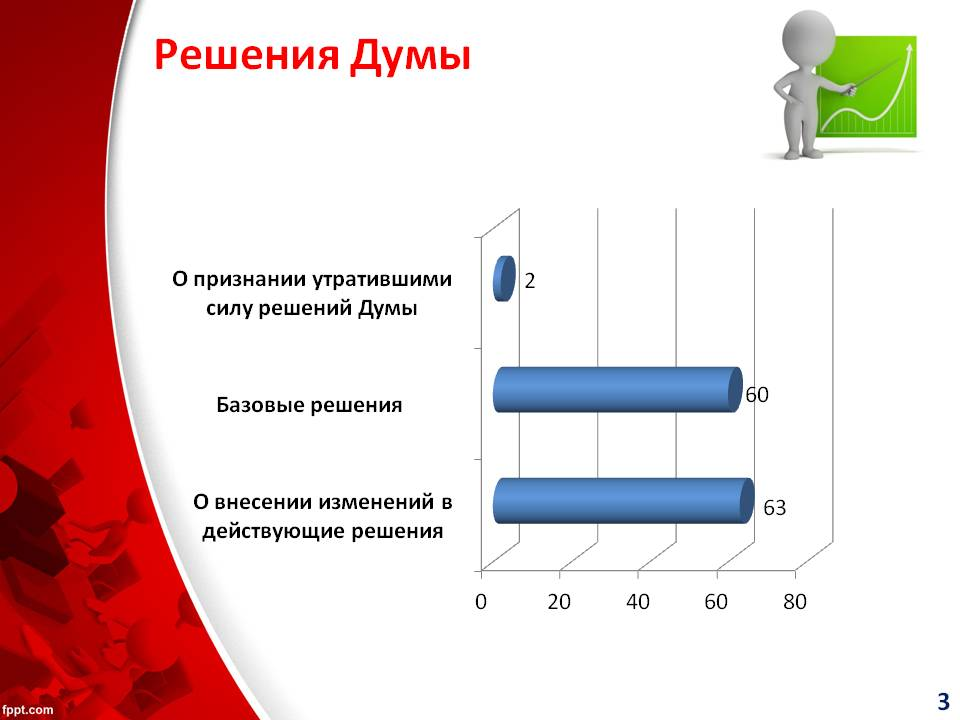 Решения Думы
О признании утратившими
силу решений Думы
2
Базовые решения
60
О внесении изменений в
действующие решения
63
0 20 40 60 80
fppt.com
3